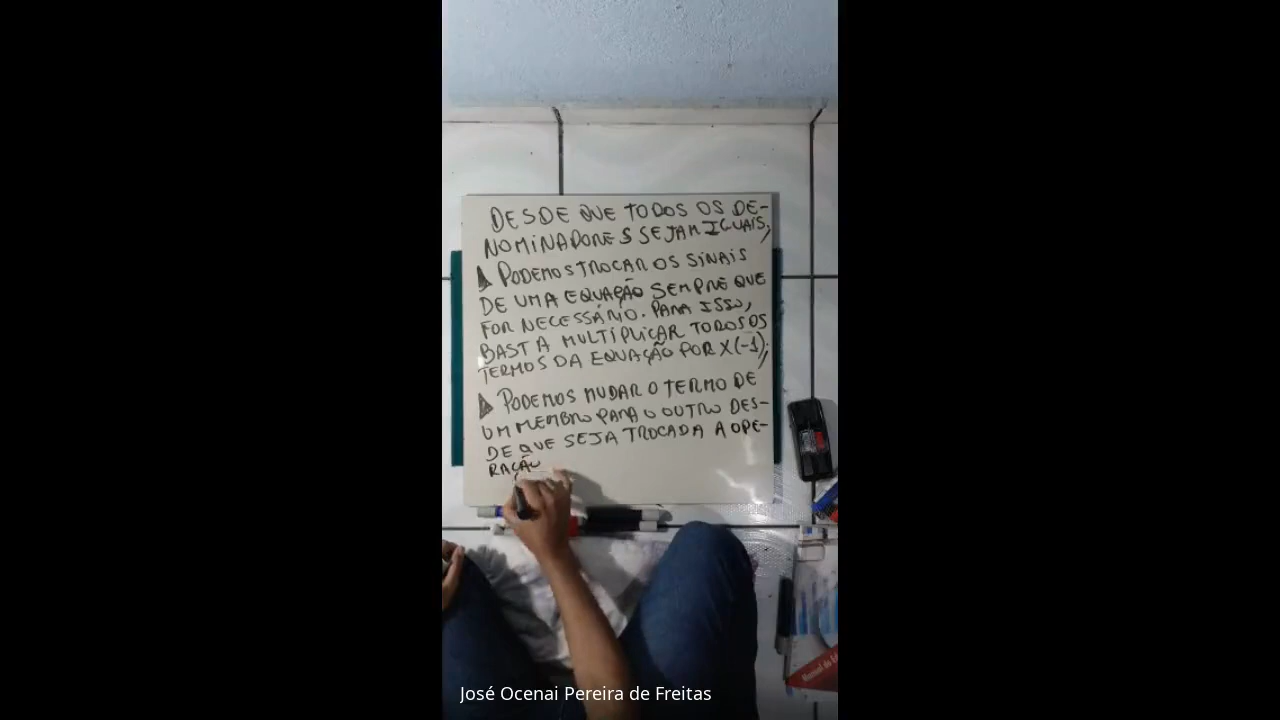 DESDE QUE TODOS OS DE-
NOMINADORES SEJAM IGUAIS;
PODEMOS TROCAR OS SINAIS
DE UMA EQUAÇÃO SEMPRE QUE
FOR NECESSÁRIO. PARA ISSO,
BASTA MULTIPLICAR TODOS OS
TERMOS DA EQUAÇÃO POR X(-1);
PODEMOS MUDAR O TERMO DE
UM MEMBRO PARA O OUTRO DES-
DE QUE SEJA TROCADA A OPE-
RAÇÃO
José Ocenai Pereira de Freitas